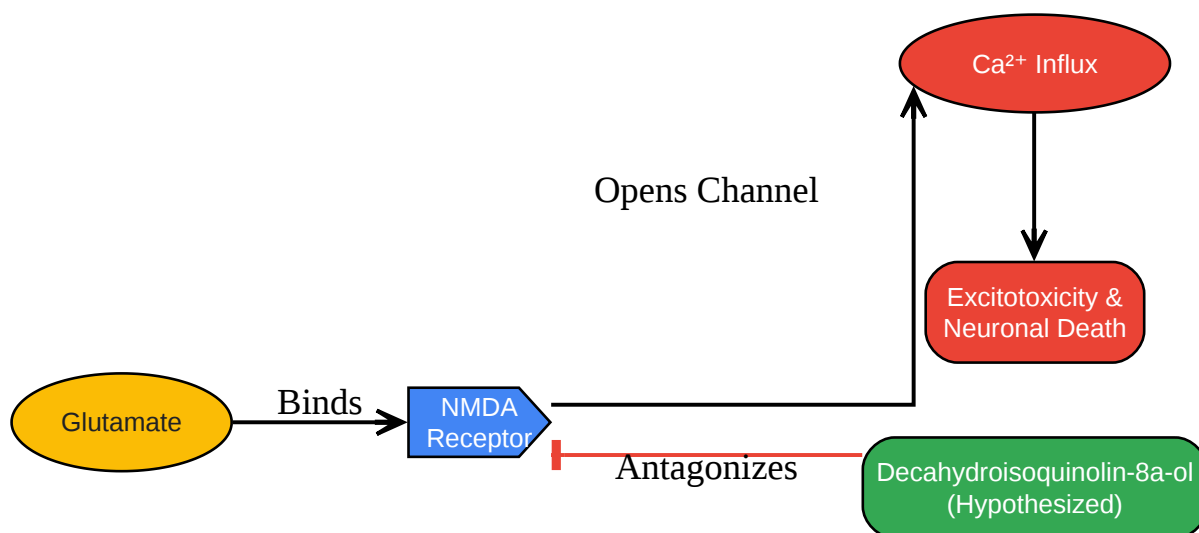 Ca²⁺ Influx
Opens Channel
Excitotoxicity &
Neuronal Death
Glutamate
Binds
NMDA
Receptor
Antagonizes
Decahydroisoquinolin-8a-ol
(Hypothesized)